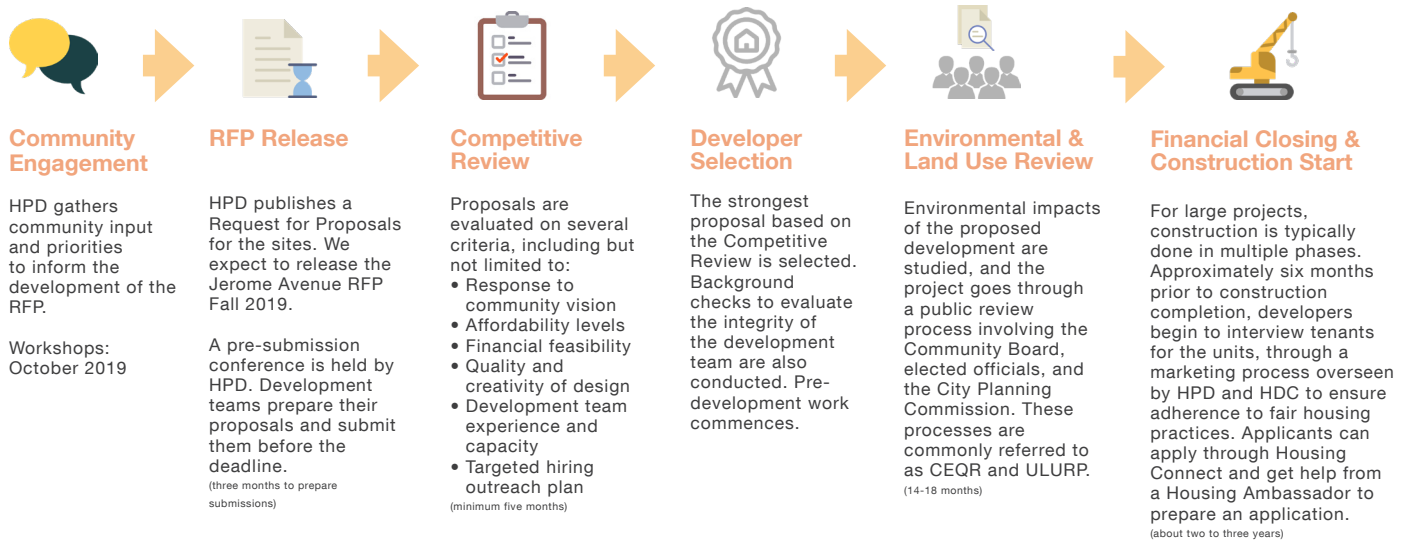 Community
Engagement
HPD gathers
community input
and priorities
to inform the
development of the
RFP.
Workshops:
October 2019
RFP Release
HPD publishes a
Request for Proposals
for the sites. We
expect to release the
Jerome Avenue RFP
Fall 2019.
A pre-submission
conference is held by
HPD. Development
teams prepare their
proposals and submit
them before the
deadline.
(three months to prepare
submissions)
Competitive
Review
Proposals are
evaluated on several
criteria, including but
not limited to:
• Response to
community vision
• Affordability levels
• Financial feasibility
• Quality and
creativity of design
• Development team
experience and
capacity
• Targeted hiring
outreach plan
(minimum five months)
Developer
Selection
The strongest
proposal based on
the Competitive
Review is selected.
Background
checks to evaluate
the integrity of
the development
team are also
conducted. Pre-
development work
commences.
Environmental &
Land Use Review
Environmental impacts
of the proposed
development are
studied, and the
project goes through
a public review
process involving the
Community Board,
elected officials, and
the City Planning
Commission. These
processes are
commonly referred to
as CEQR and ULURP.
(14-18 months)
Financial Closing &
Construction Start
For large projects,
construction is typically
done in multiple phases.
Approximately six months
prior to construction
completion, developers
begin to interview tenants
for the units, through a
marketing process overseen
by HPD and HDC to ensure
adherence to fair housing
practices. Applicants can
apply through Housing
Connect and get help from
a Housing Ambassador to
prepare an application.
(about two to three years)